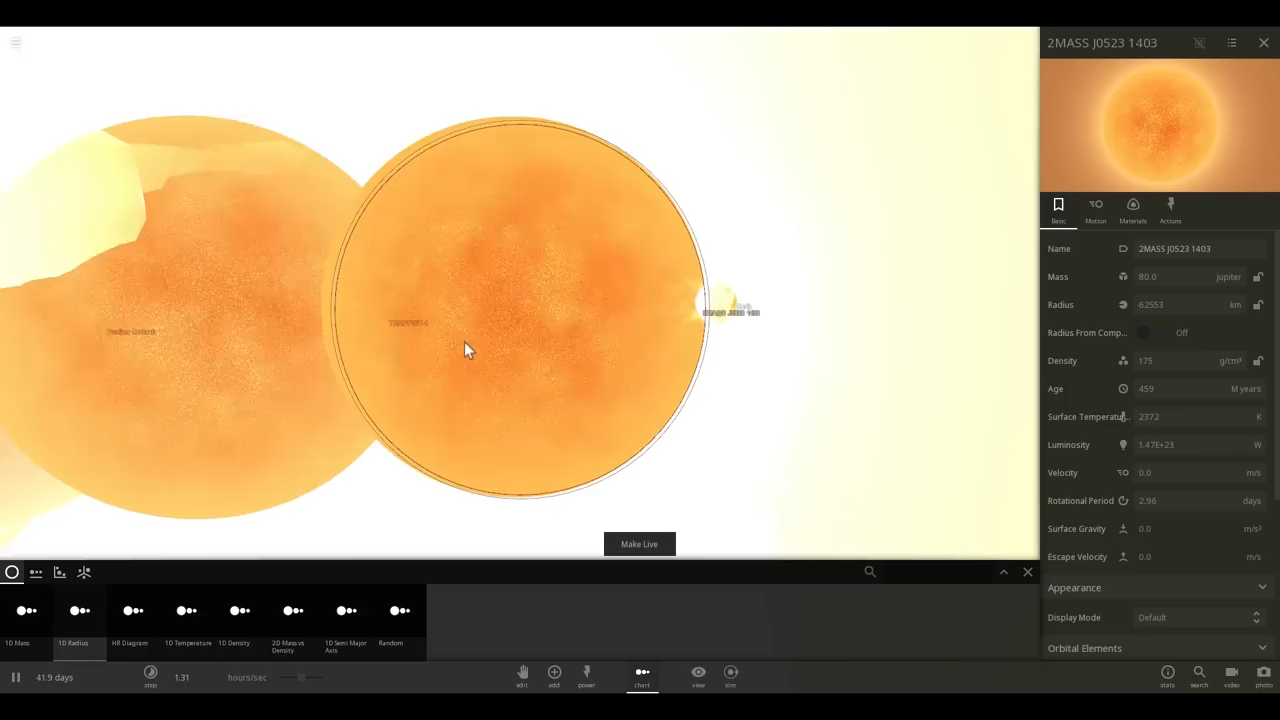 2MASS J0523 1403
Basic
Motion
Materials
Actions
Name
2MASS J0523 1403
Mass
80.0
jupiter
Radius
62553
km
Radius From Comp...
Off
Density
175
g/cm³
Age
459
M years
Surface Temperatu...
2372
K
Luminosity
1.47E+23
W
Velocity
0.0
m/s
Rotational Period
2.96
days
Surface Gravity
0.0
m/s²
Escape Velocity
0.0
m/s
Appearance
Display Mode
Default
Orbital Elements
Make Live
1D Mass
1D Radius
HR Diagram
1D Temperature
1D Density
2D Mass vs
Density
1D Semi Major
Axis
Random
41.9 days
step
1.31
hours/sec
edit
add
power
chart
view
sim
stats
search
video
photo